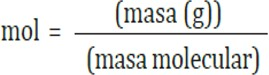 mol = (masa (g))
(masa molecular)